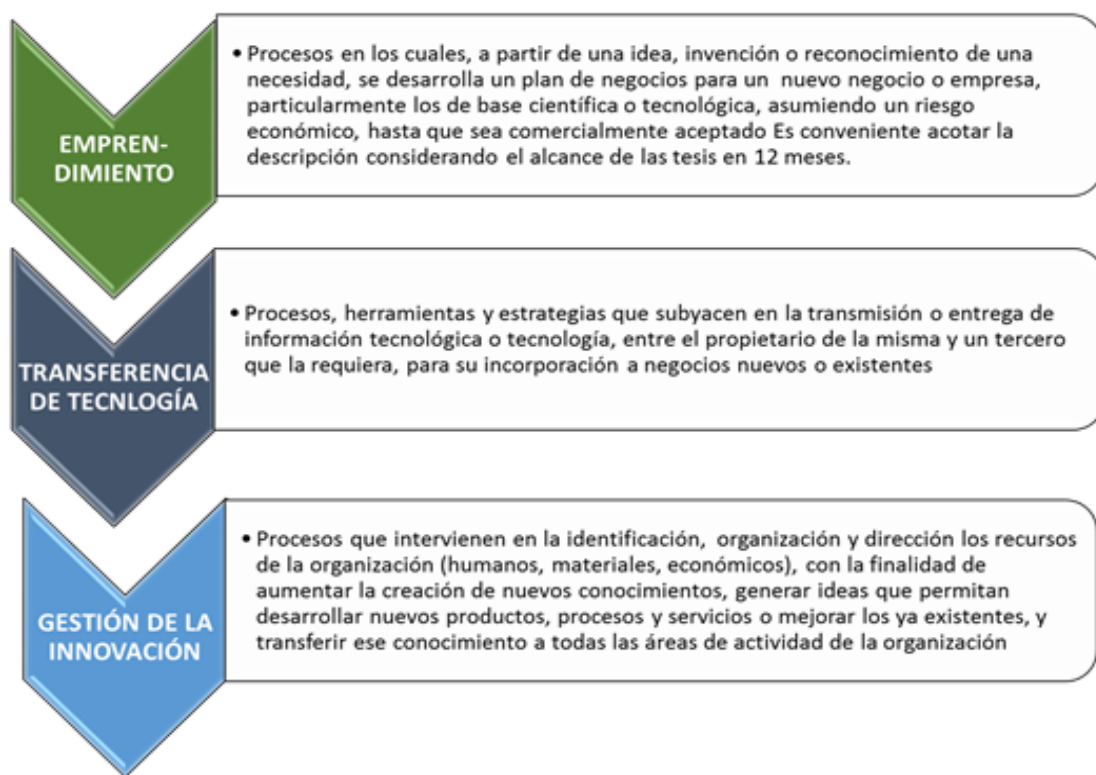 EMPREN-
DIMIENTO
• Procesos en los cuales, a partir de una idea, invención o reconocimiento de una
necesidad, se desarrolla un plan de negocios para un nuevo negocio o empresa,
particularmente los de base científica o tecnológica, asumiendo un riesgo
económico, hasta que sea comercialmente aceptado Es conveniente acotar la
descripción considerando el alcance de las tesis en 12 meses.
TRANSFERENCIA
DE TECNLOGÍA
• Procesos, herramientas y estrategias que subyacen en la transmisión o entrega de
información tecnológica o tecnología, entre el propietario de la misma y un tercero
que la requiera, para su incorporación a negocios nuevos o existentes
GESTIÓN DE LA
INNOVACIÓN
• Procesos que intervienen en la identificación, organización y dirección los recursos
de la organización (humanos, materiales, económicos), con la finalidad de
aumentar la creación de nuevos conocimientos, generar ideas que permitan
desarrollar nuevos productos, procesos y servicios o mejorar los ya existentes, y
transferir ese conocimiento a todas las áreas de actividad de la organización